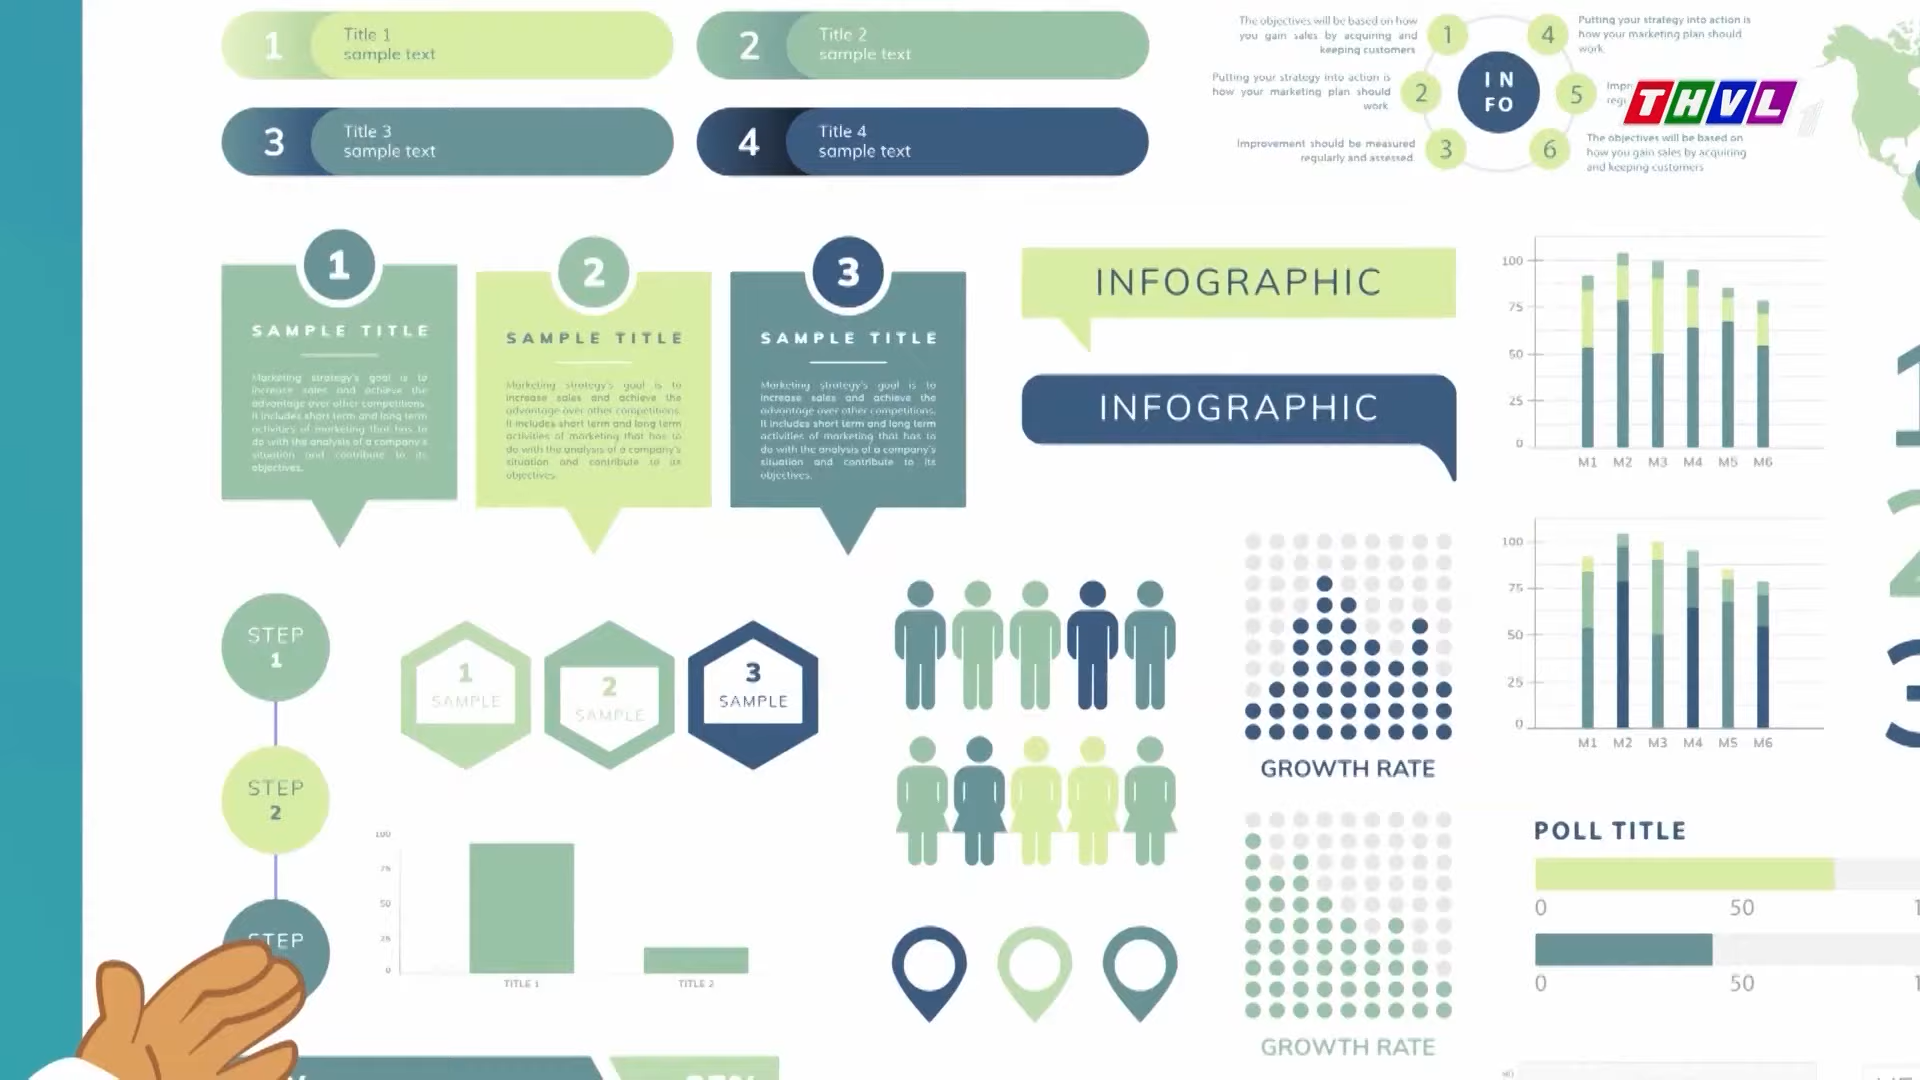 1
Title 1
sample text
2
Title 2
sample text
3
Title 3
sample text
4
Title 4
sample text
The objectives will be based on how
you gain sales by acquiring and
keeping customers
1
Putting your strategy into action is
how your marketing plan should
work.
2
Improvement should be measured
regularly and assessed.
3
IN
FO
4
Putting your strategy into action is
how your marketing plan should
work.
5
6
The objectives will be based on
how you gain sales by acquiring
and keeping customers
THVL 1
1
SAMPLE TITLE
Marketing strategy's goal is to
increase sales and achieve the
advantage over other competitions.
It includes short term and long term
activities of marketing that has to
do with the analysis of a company's
situation and contribute to its
objectives.
2
SAMPLE TITLE
Marketing strategy's goal is to
increase sales and achieve the
advantage over other competitions.
It includes short term and long term
activities of marketing that has to
do with the analysis of a company's
situation and contribute to its
objectives.
3
SAMPLE TITLE
Marketing strategy's goal is to
increase sales and achieve the
advantage over other competitions.
It includes short term and long term
activities of marketing that has to
do with the analysis of a company's
situation and contribute to its
objectives.
INFOGRAPHIC
INFOGRAPHIC
100
75
50
25
0
M1 M2 M3 M4 M5 M6
1
2
3
100
75
50
25
0
M1 M2 M3 M4 M5 M6
STEP
1
STEP
2
STEP
1
SAMPLE
2
SAMPLE
3
SAMPLE
100
75
50
25
0
TITLE 1 TITLE 2
GROWTH RATE
GROWTH RATE
POLL TITLE
0 50
0 50